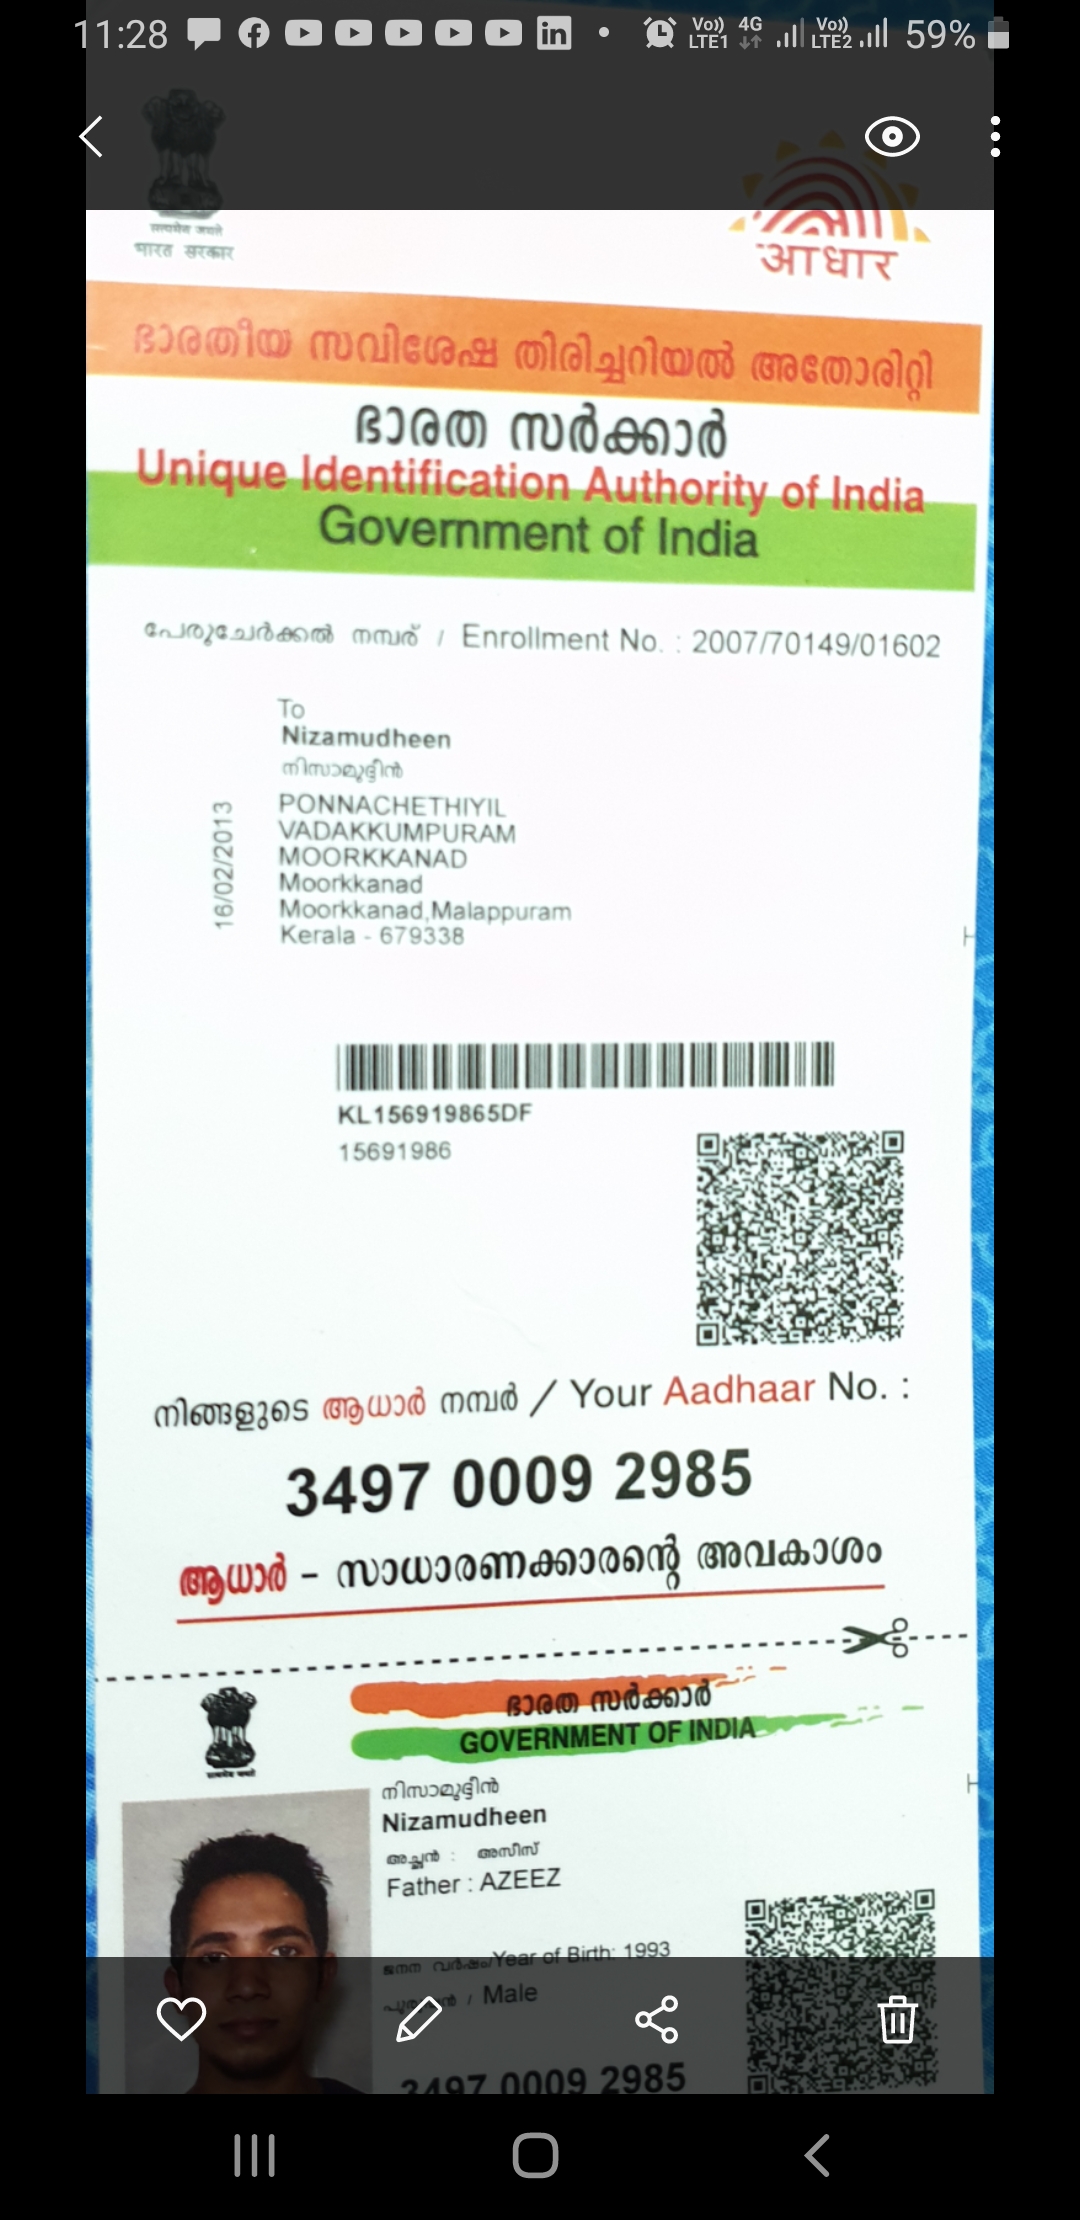 11:28
Vo)) LTE1 4G Vo)) LTE2 59%
सत्यमेव जयते
भारत सरकार
आधार
ഭാരതീയ സവിശേഷ തിരിച്ചറിയൽ അതോരിറ്റി
ഭാരത സർക്കാർ
Unique Identification Authority of India
Government of India
പേരുചേർക്കൽ നമ്പര് / Enrollment No. : 2007/70149/01602
To
Nizamudheen
നിസാമുദ്ദീൻ
PONNACHETHIYIL
VADAKKUMPURAM
MOORKKANAD
Moorkkanad
Moorkkanad,Malappuram
Kerala - 679338
16/02/2013
KL156919865DF
15691986
നിങ്ങളുടെ ആധാർ നമ്പർ / Your Aadhaar No. :
3497 0009 2985
ആധാർ – സാധാരണക്കാരന്റെ അവകാശം
ഭാരത സർക്കാർ
GOVERNMENT OF INDIA
നിസാമുദ്ദീൻ
Nizamudheen
അച്ഛൻ : അസീസ്
Father : AZEEZ
ജനന വർഷം/Year of Birth: 1993
/ Male
3497 0009 2985